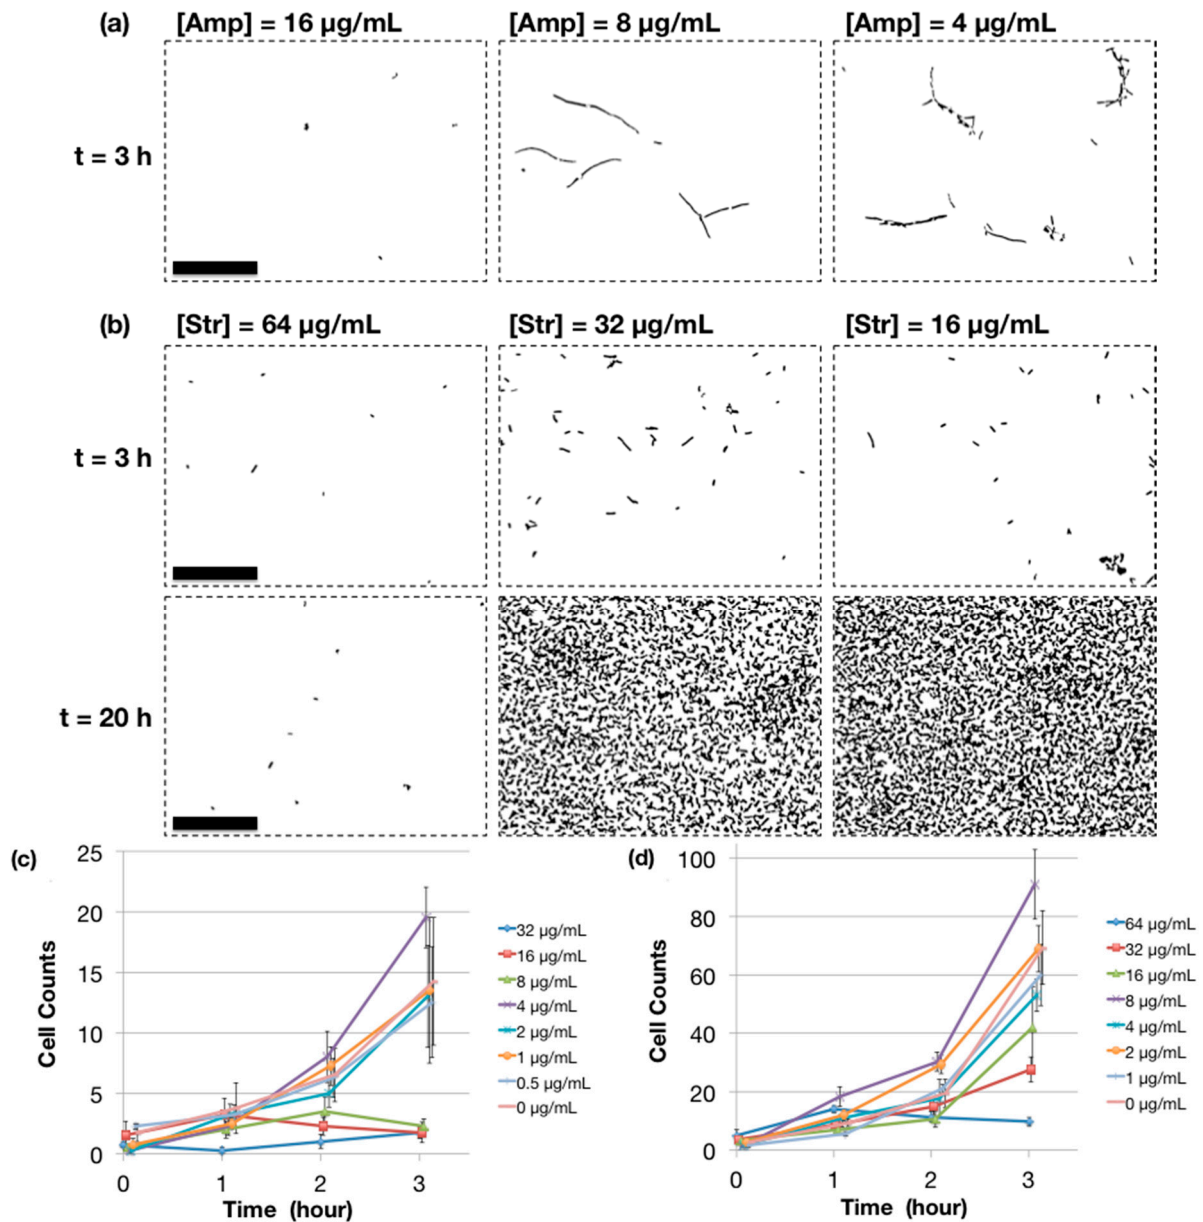 (a) [Amp] = 16 µg/mL [Amp] = 8 µg/mL [Amp] = 4 µg/mL
t = 3 h
(b) [Str] = 64 µg/mL [Str] = 32 µg/mL [Str] = 16 µg/mL
t = 3 h
t = 20 h
(c)
Cell Counts
25
20
15
10
5
0
0 1 2 3
Time (hour)
32 µg/mL
16 µg/mL
8 µg/mL
4 µg/mL
2 µg/mL
1 µg/mL
0.5 µg/mL
0 µg/mL
(d)
Cell Counts
100
80
60
40
20
0
0 1 2 3
Time (hour)
64 µg/mL
32 µg/mL
16 µg/mL
8 µg/mL
4 µg/mL
2 µg/mL
1 µg/mL
0 µg/mL